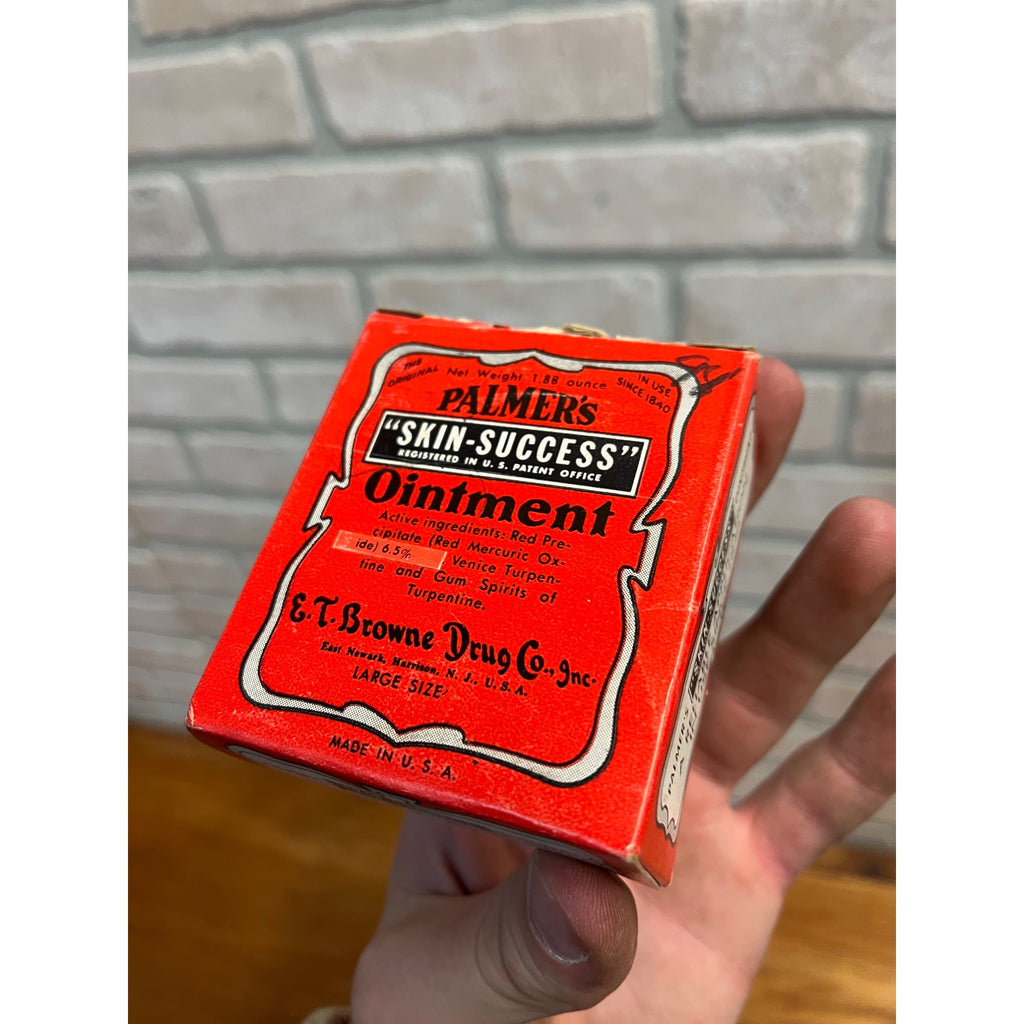 THE ORIGINAL
Net Weight 1.88 ounce
IN USE SINCE 1840
PALMER'S
"SKIN-SUCCESS"
REGISTERED IN U. S. PATENT OFFICE
Ointment
Active ingredients: Red Pre-
cipitate (Red Mercuric Ox-
ide) 6.5% Venice Turpen-
tine and Gum Spirits of
Turpentine.
E. T. Browne Drug Co., Inc.
East Newark, Harrison, N. J., U. S. A.
LARGE SIZE
MADE IN U. S. A.
PALMER'S